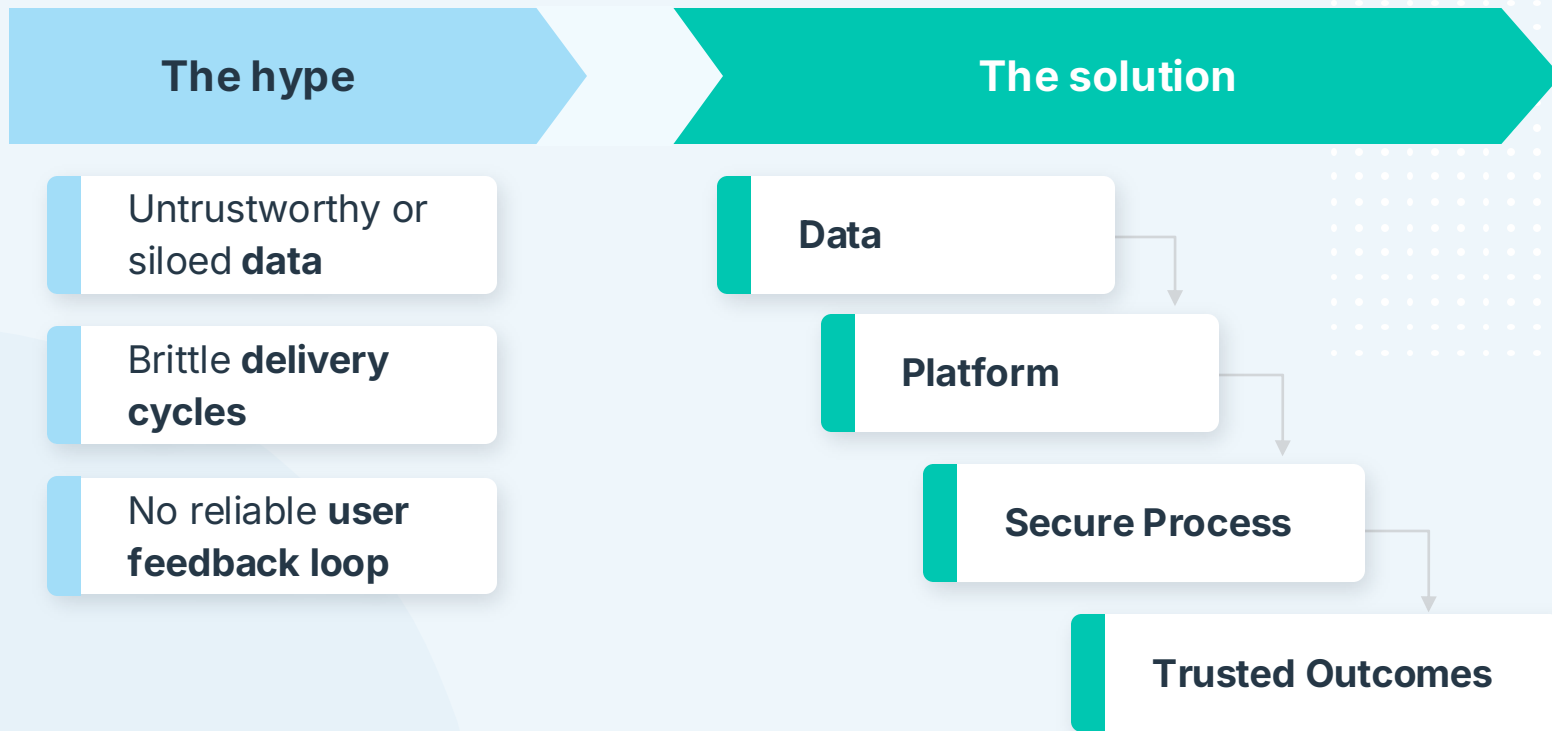 The hype
The solution
Untrustworthy or
siloed data
Brittle delivery
cycles
No reliable user
feedback loop
Data
Platform
Secure Process
Trusted Outcomes